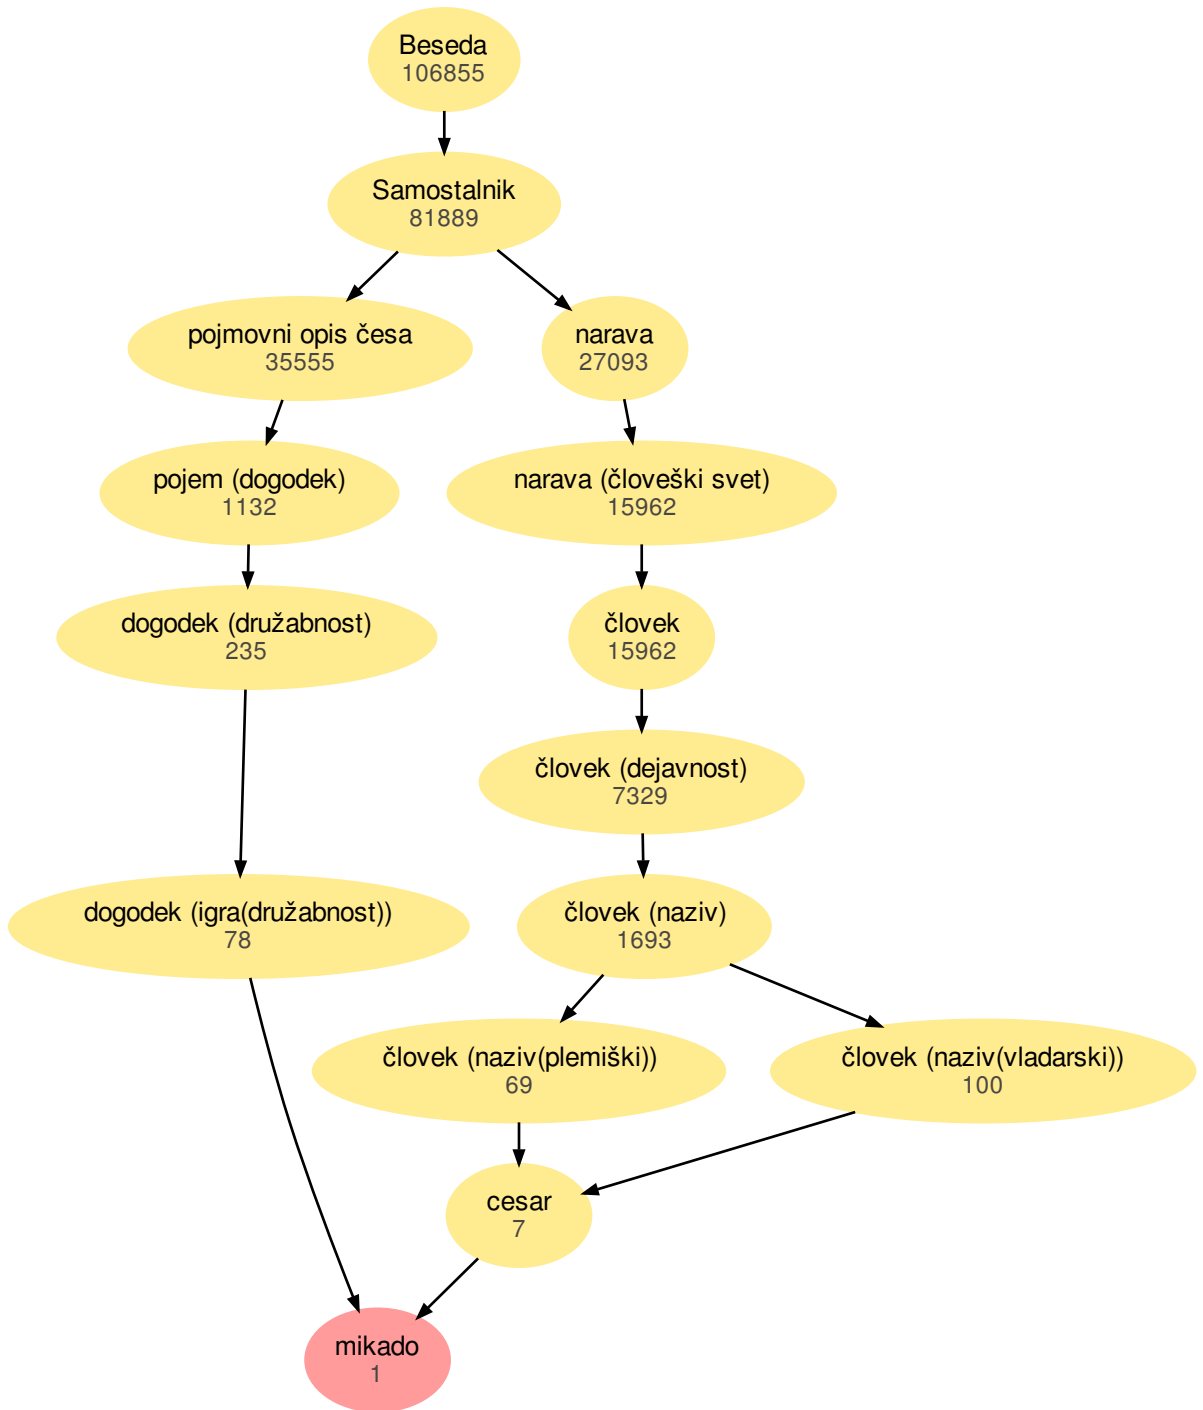 Beseda
106855
Samostalnik
81889
pojmovni opis česa
35555
narava
27093
pojem (dogodek)
1132
narava (človeški svet)
15962
dogodek (družabnost)
235
človek
15962
človek (dejavnost)
7329
dogodek (igra(družabnost))
78
človek (naziv)
1693
človek (naziv(plemiški))
69
človek (naziv(vladarski))
100
cesar
7
mikado
1